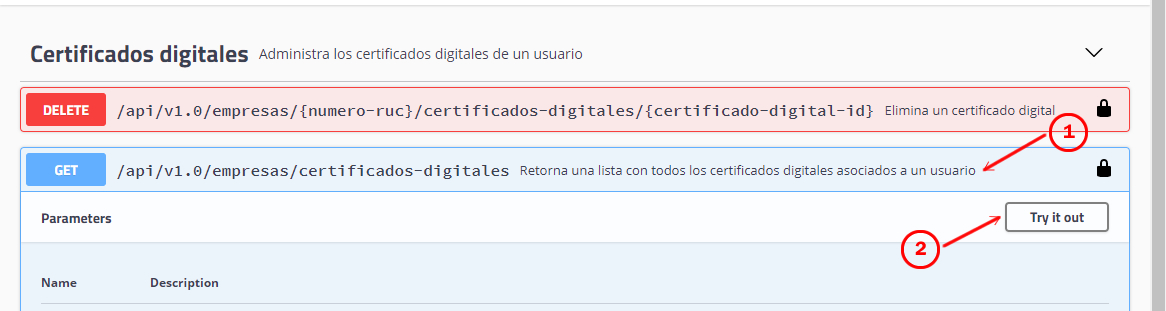 Certificados digitales Administra los certificados digitales de un usuario
DELETE /api/v1.0/empresas/{numero-ruc}/certificados-digitales/{certificado-digital-id} Elimina un certificado digital
1
GET /api/v1.0/empresas/certificados-digitales Retorna una lista con todos los certificados digitales asociados a un usuario
Parameters Try it out
2
Name Description